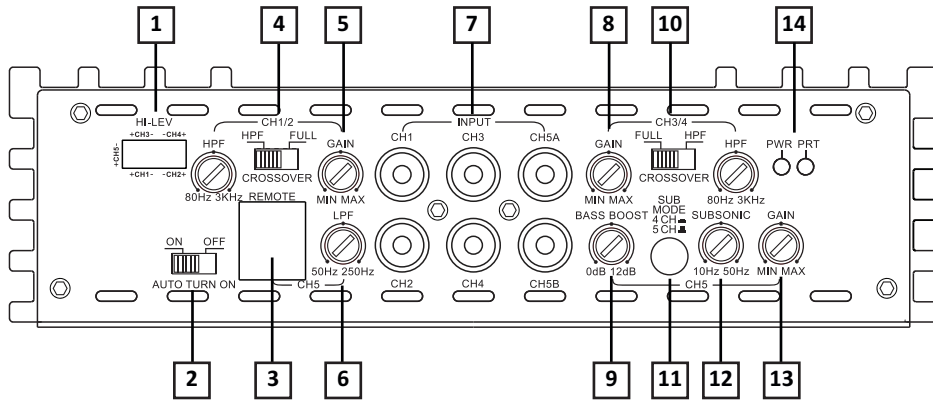 1
4
5
7
8
10
14
HI-LEV
+CH3- -CH4+
+CH5-
+CH1- -CH2+
CH1/2
HPF
80Hz 3KHz
HPF FULL
CROSSOVER
GAIN
MIN MAX
INPUT
CH1 CH3 CH5A
CH3/4
GAIN
MIN MAX
FULL HPF
CROSSOVER
HPF
80Hz 3KHz
PWR PRT
ON OFF
AUTO TURN ON
REMOTE
LPF
50Hz 250Hz
CH5
CH2 CH4 CH5B
BASS BOOST
0dB 12dB
SUB
MODE
4 CH
5 CH
SUBSONIC
10Hz 50Hz
GAIN
MIN MAX
CH5
2
3
6
9
11
12
13